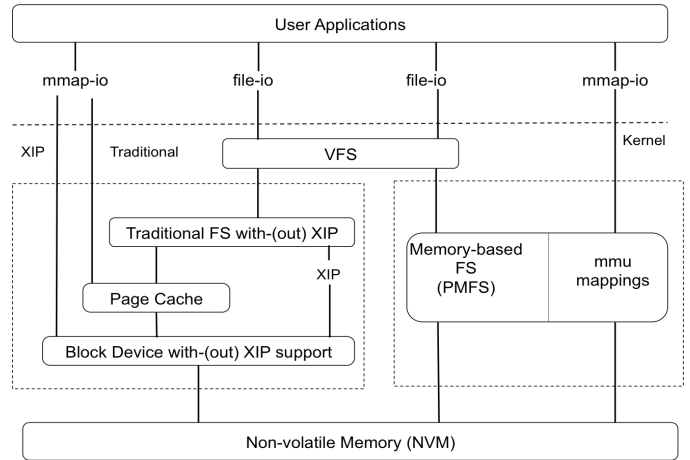 User Applications
mmap-io
file-io
file-io
mmap-io
XIP
Traditional
VFS
Kernel
Traditional FS with-(out) XIP
XIP
Page Cache
Block Device with-(out) XIP support
Memory-based
FS
(PMFS)
mmu
mappings
Non-volatile Memory (NVM)